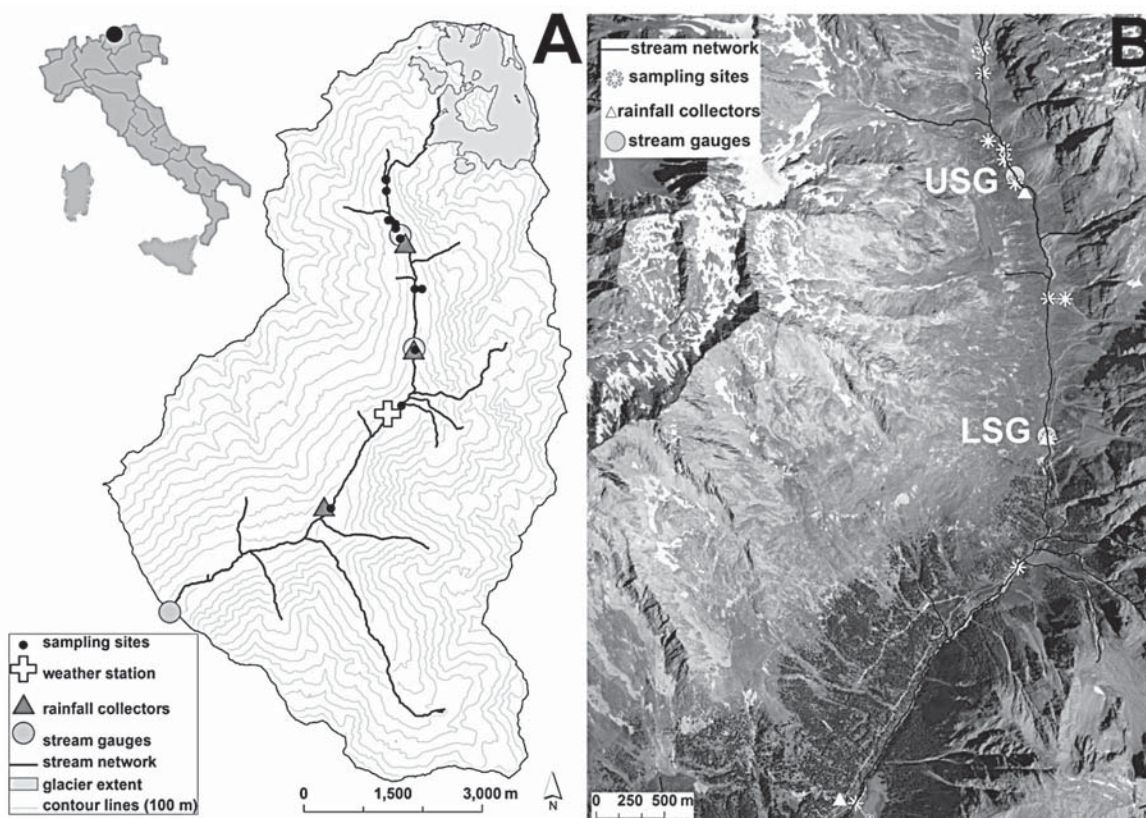 A
sampling sites
weather station
rainfall collectors
stream gauges
stream network
glacier extent
contour lines (100 m)
0 1,500 3,000 m
N
B
stream network
sampling sites
rainfall collectors
stream gauges
USG
LSG
0 250 500 m